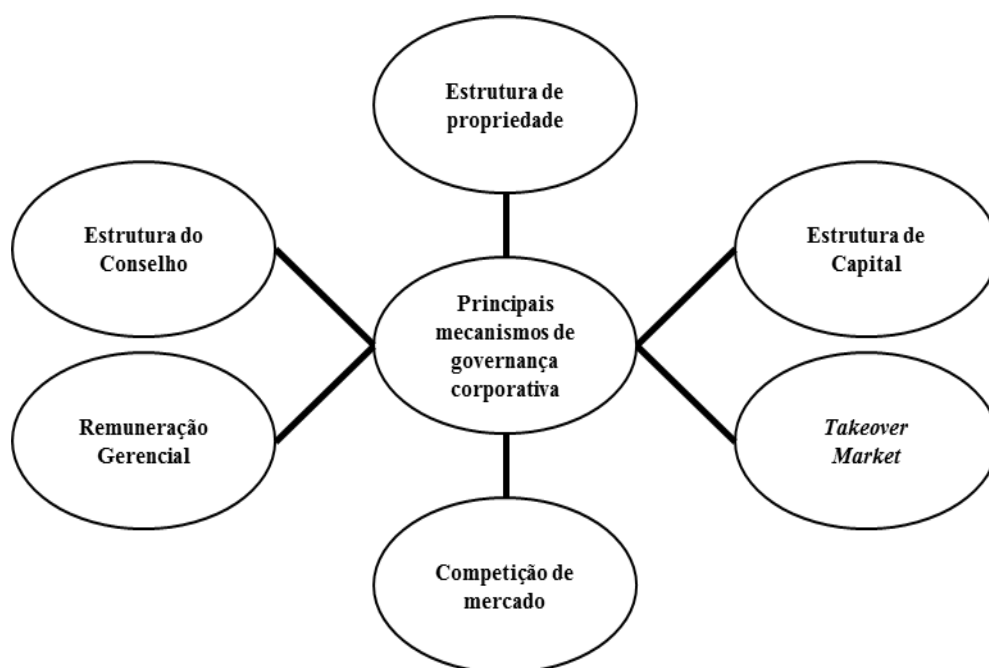 Estrutura de
propriedade
Estrutura do
Conselho
Estrutura de
Capital
Principais
mecanismos de
governança
corporativa
Remuneração
Gerencial
Takeover
Market
Competição de
mercado